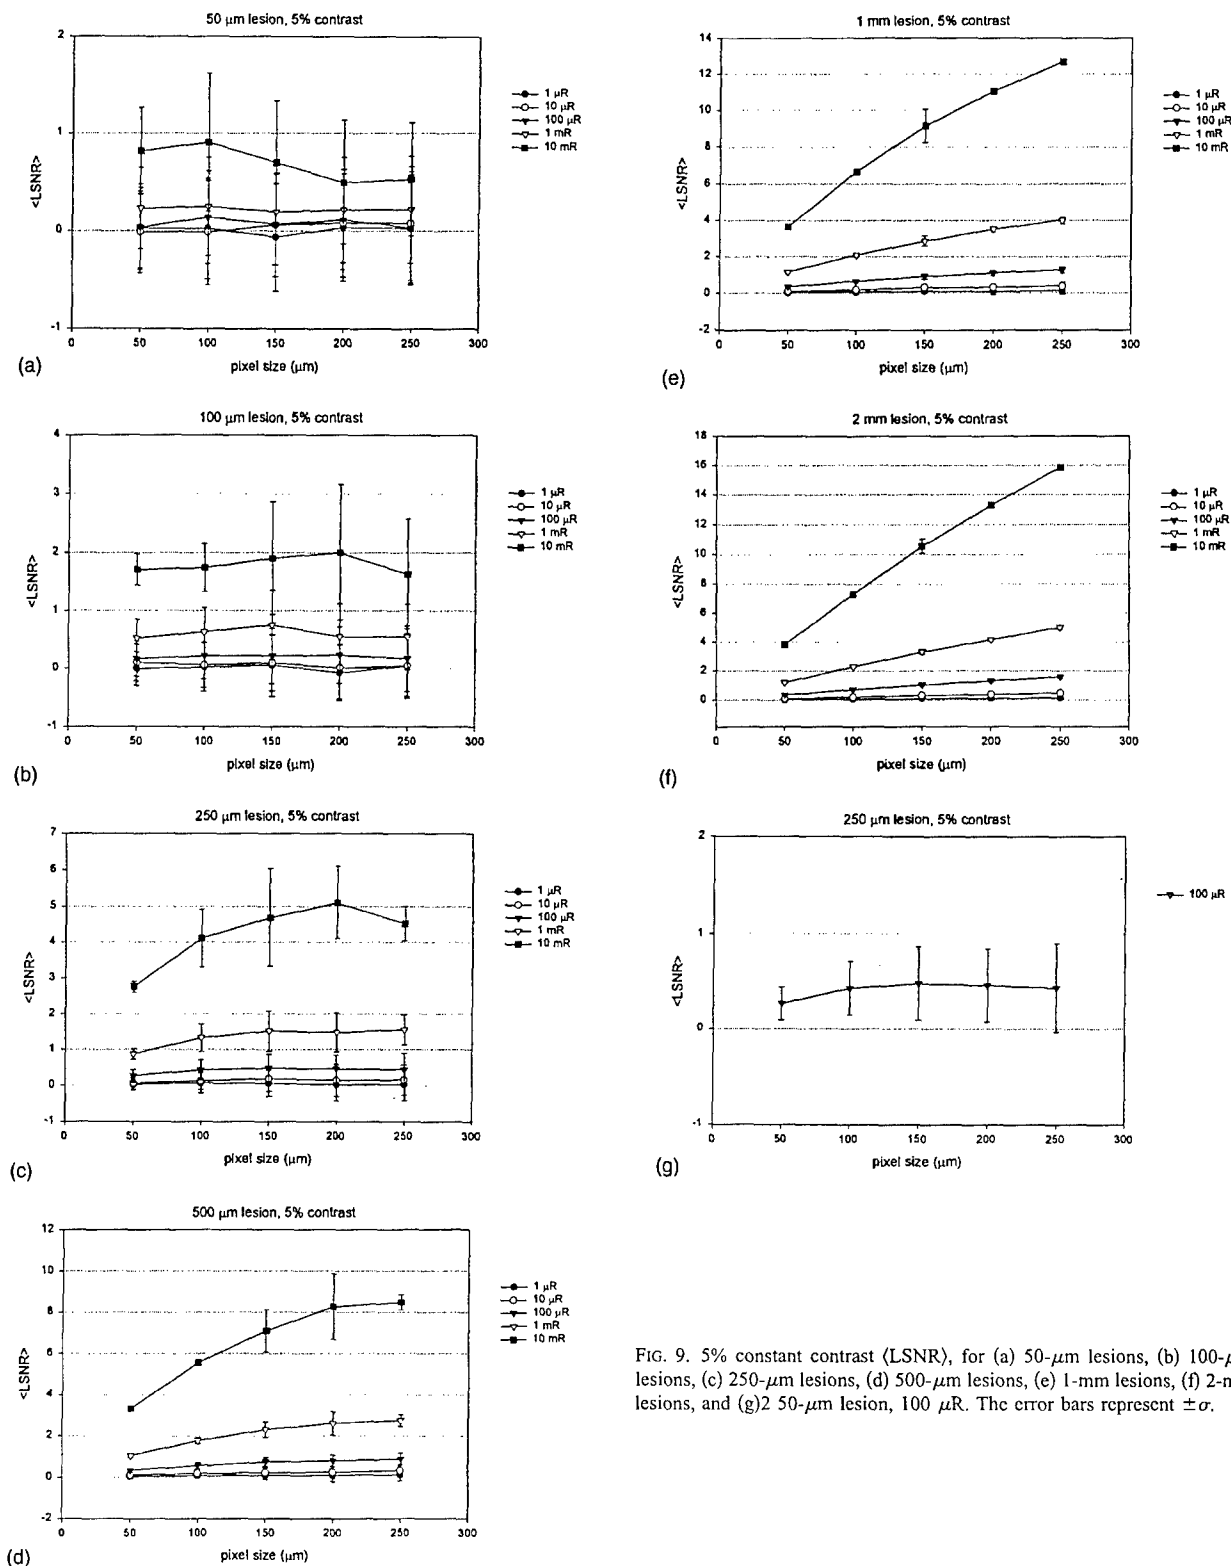 50 μm lesion, 5% contrast
2
1
0
-1
<LSNR>
0 50 100 150 200 250 300
pixel size (μm)
1 μR
10 μR
100 μR
1 mR
10 mR
(a)
100 μm lesion, 5% contrast
4
3
2
1
0
-1
<LSNR>
0 50 100 150 200 250 300
pixel size (μm)
1 μR
10 μR
100 μR
1 mR
10 mR
(b)
250 μm lesion, 5% contrast
7
6
5
4
3
2
1
0
-1
<LSNR>
0 50 100 150 200 250 300
pixel size (μm)
1 μR
10 μR
100 μR
1 mR
10 mR
(c)
500 μm lesion, 5% contrast
12
10
8
6
4
2
0
-2
<LSNR>
0 50 100 150 200 250 300
pixel size (μm)
1 μR
10 μR
100 μR
1 mR
10 mR
(d)
1 mm lesion, 5% contrast
14
12
10
8
6
4
2
0
-2
<LSNR>
0 50 100 150 200 250 300
pixel size (μm)
1 μR
10 μR
100 μR
1 mR
10 mR
(e)
2 mm lesion, 5% contrast
18
16
14
12
10
8
6
4
2
0
<LSNR>
0 50 100 150 200 250 300
pixel size (μm)
1 μR
10 μR
100 μR
1 mR
10 mR
(f)
250 μm lesion, 5% contrast
2
1
0
-1
<LSNR>
0 50 100 150 200 250 300
pixel size (μm)
100 μR
(g)
FIG. 9. 5% constant contrast ⟨LSNR⟩, for (a) 50-μm lesions, (b) 100-μ
lesions, (c) 250-μm lesions, (d) 500-μm lesions, (e) 1-mm lesions, (f) 2-
lesions, and (g)2 50-μm lesion, 100 μR. The error bars represent ±σ.